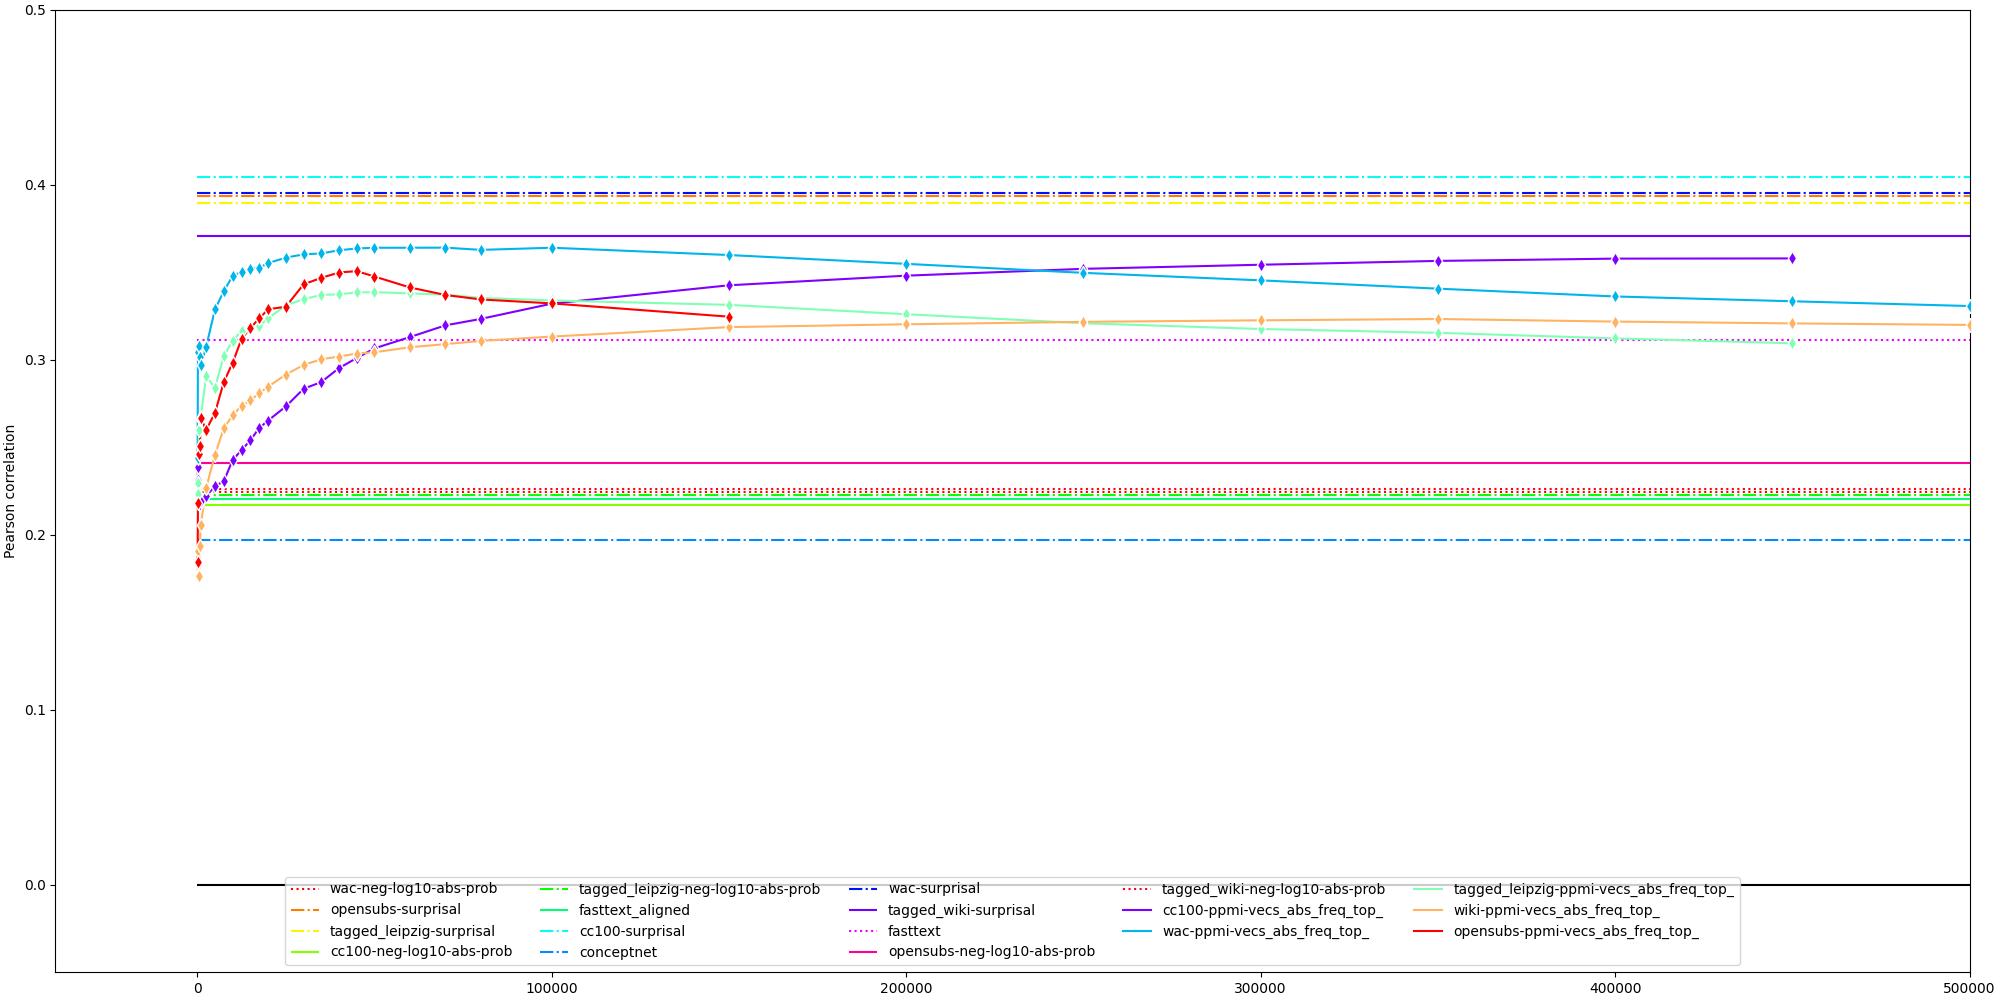 0.5
0.4
0.3
0.2
0.1
0.0
Pearson correlation
wac-neg-log10-abs-prob
opensubs-surprisal
tagged_leipzig-surprisal
cc100-neg-log10-abs-prob
tagged_leipzig-neg-log10-abs-prob
fasttext_aligned
cc100-surprisal
conceptnet
wac-surprisal
tagged_wiki-surprisal
fasttext
opensubs-neg-log10-abs-prob
tagged_wiki-neg-log10-abs-prob
cc100-ppmi-vecs_abs_freq_top_
wac-ppmi-vecs_abs_freq_top_
tagged_leipzig-ppmi-vecs_abs_freq_top_
wiki-ppmi-vecs_abs_freq_top_
opensubs-ppmi-vecs_abs_freq_top_
0 100000 200000 300000 400000 500000